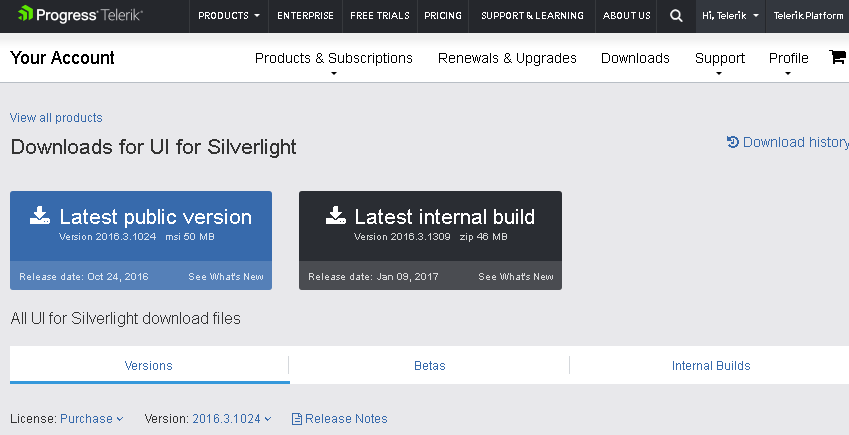 Progress Telerik PRODUCTS ENTERPRISE FREE TRIALS PRICING SUPPORT & LEARNING ABOUT US Hi, Telerik Telerik Platform
Your Account Products & Subscriptions Renewals & Upgrades Downloads Support Profile
View all products
Downloads for UI for Silverlight
Download history
Latest public version
Version 2016.3.1024 msi 50 MB
Release date: Oct 24, 2016 See What's New
Latest internal build
Version 2016.3.1309 zip 46 MB
Release date: Jan 09, 2017 See What's New
All UI for Silverlight download files
Versions Betas Internal Builds
License: Purchase Version: 2016.3.1024 Release Notes